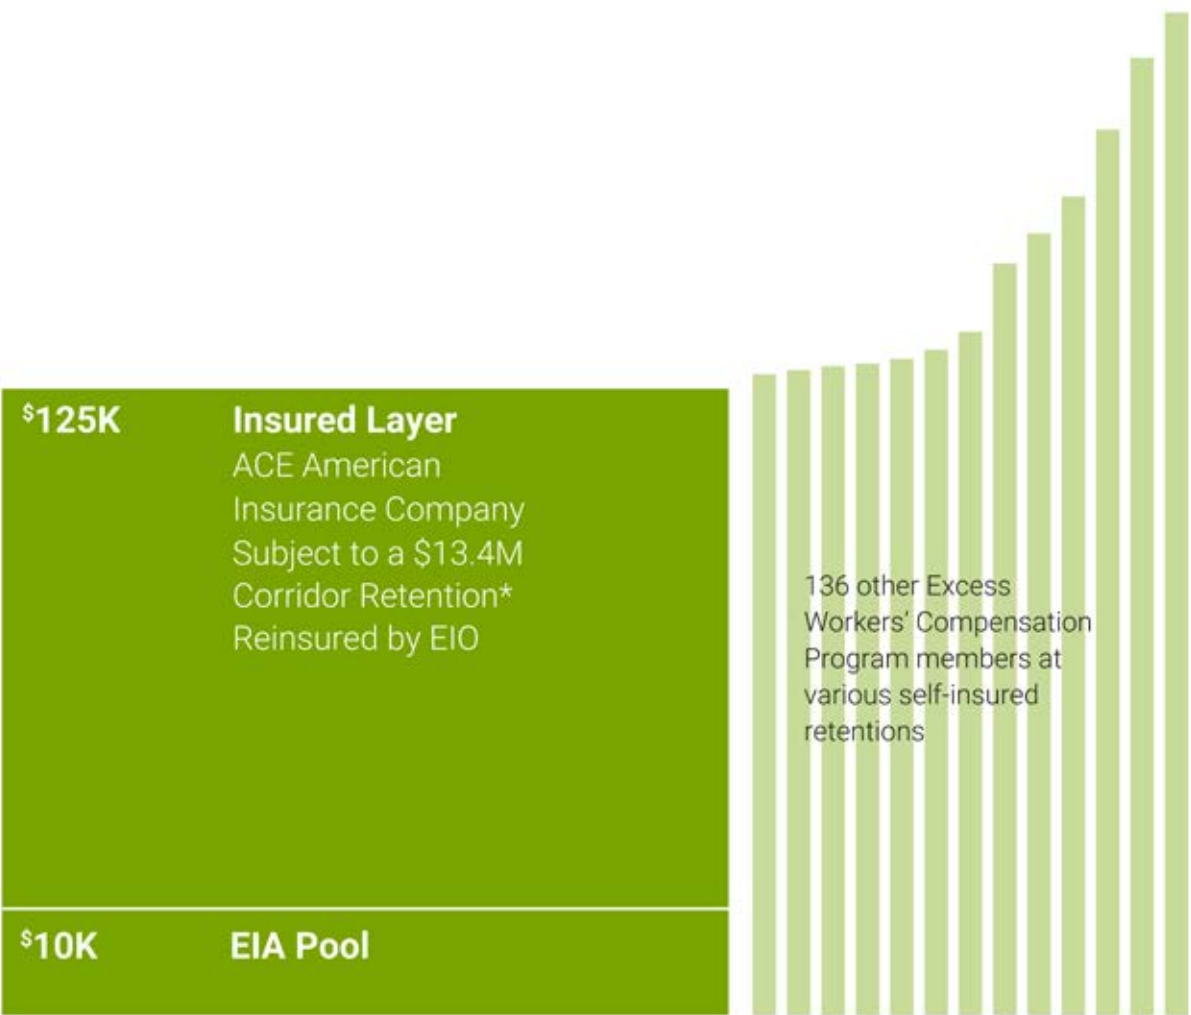 $125K Insured Layer
ACE American
Insurance Company
Subject to a $13.4M
Corridor Retention*
Reinsured by EIO
136 other Excess
Workers’ Compensation
Program members at
various self-insured
retentions
$10K EIA Pool